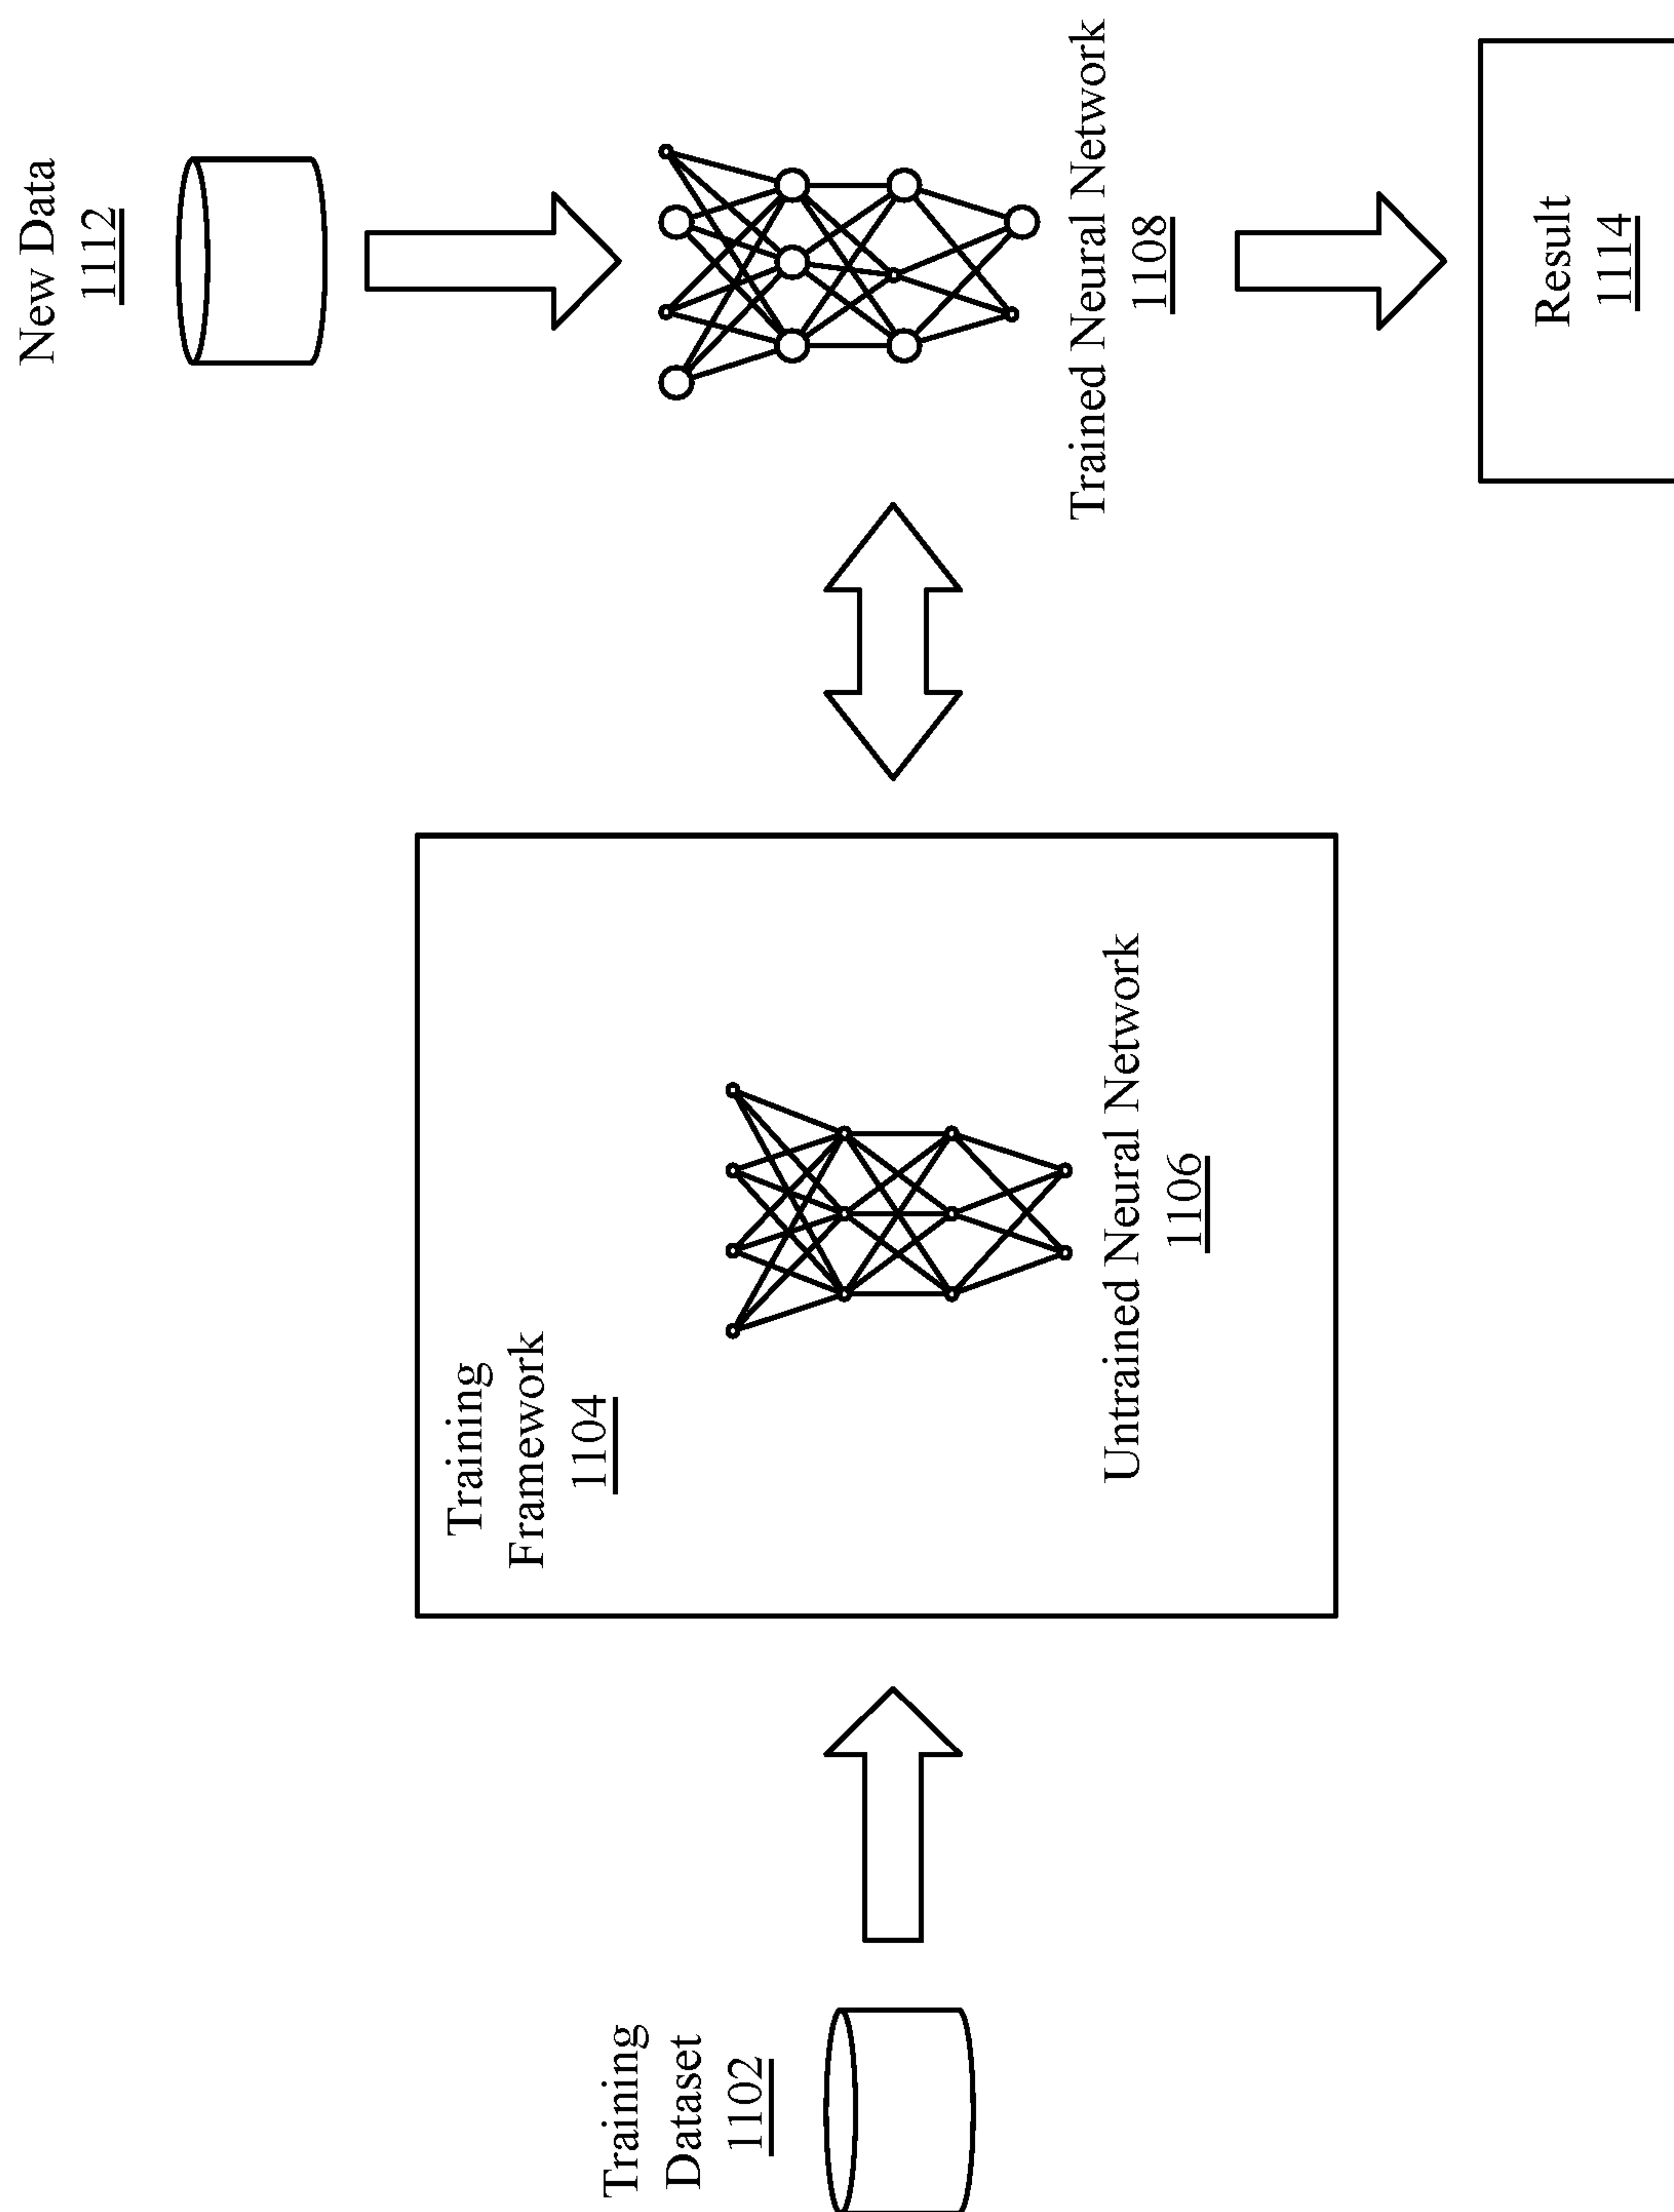 Training
Dataset
1102
Training
Framework
1104
Untrained Neural Network
1106
New Data
1112
Trained Neural Network
1108
Result
1114